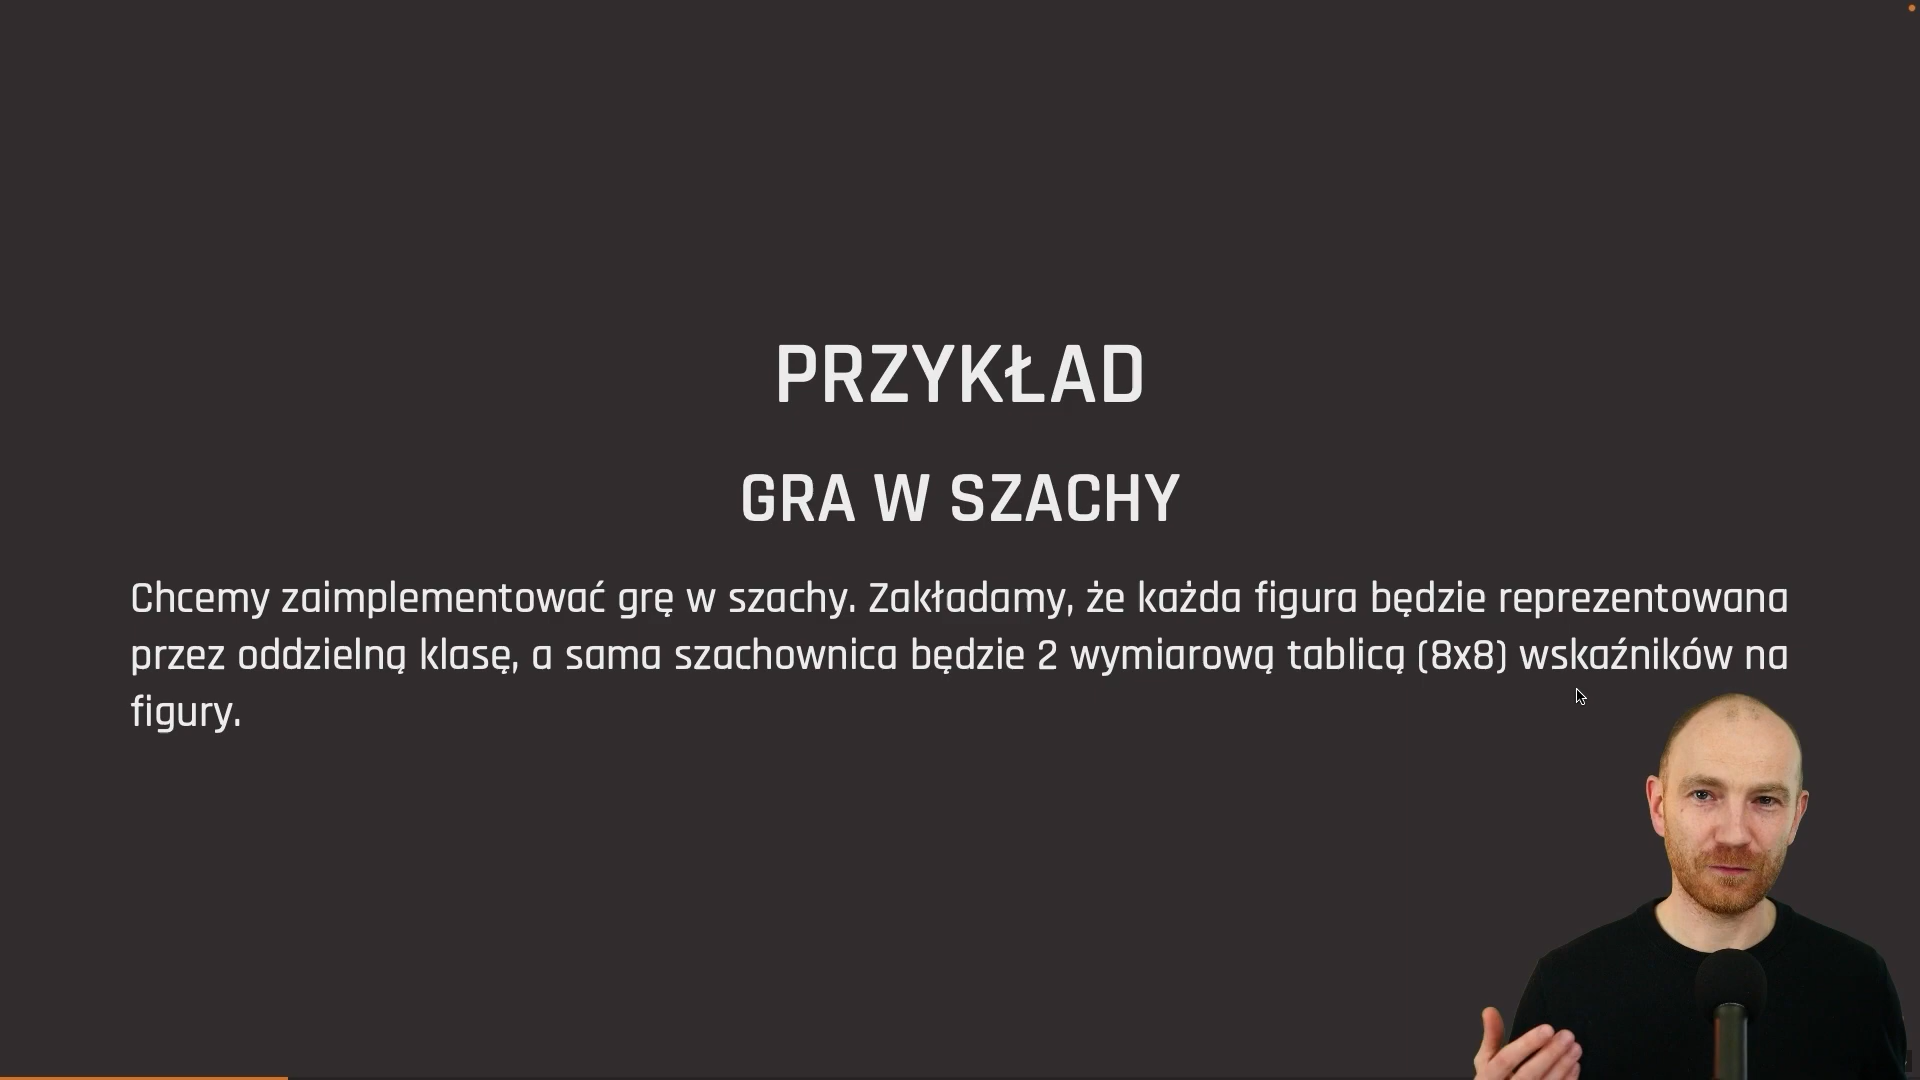 PRZYKŁAD
GRA W SZACHY
Chcemy zaimplementować grę w szachy. Zakładamy, że każda figura będzie reprezentowana
przez oddzielną klasę, a sama szachownica będzie 2 wymiarową tablicą (8x8) wskaźników na
figury.